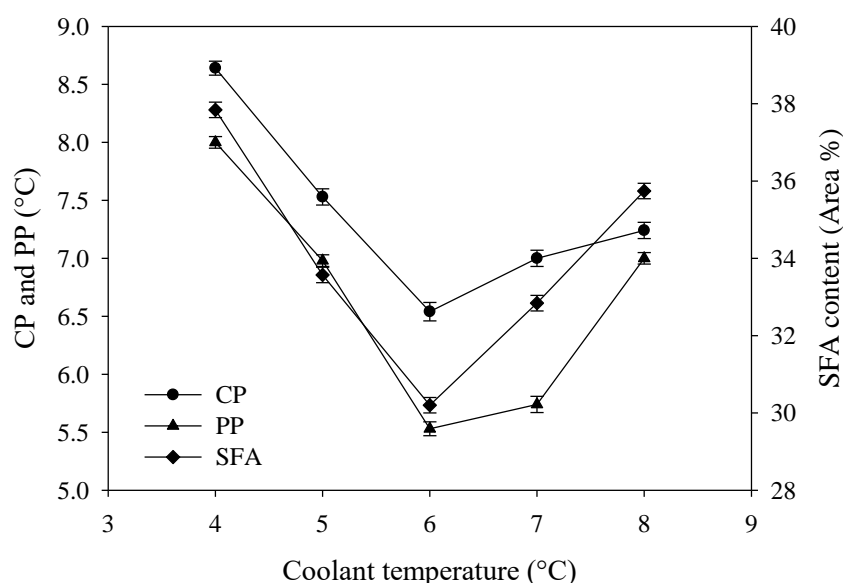 CP and PP (°C)
9.0
8.5
8.0
7.5
7.0
6.5
6.0
5.5
5.0
CP
PP
SFA
40
38
36
34
32
30
28
SFA content (Area %)
3 4 5 6 7 8 9
Coolant temperature (°C)